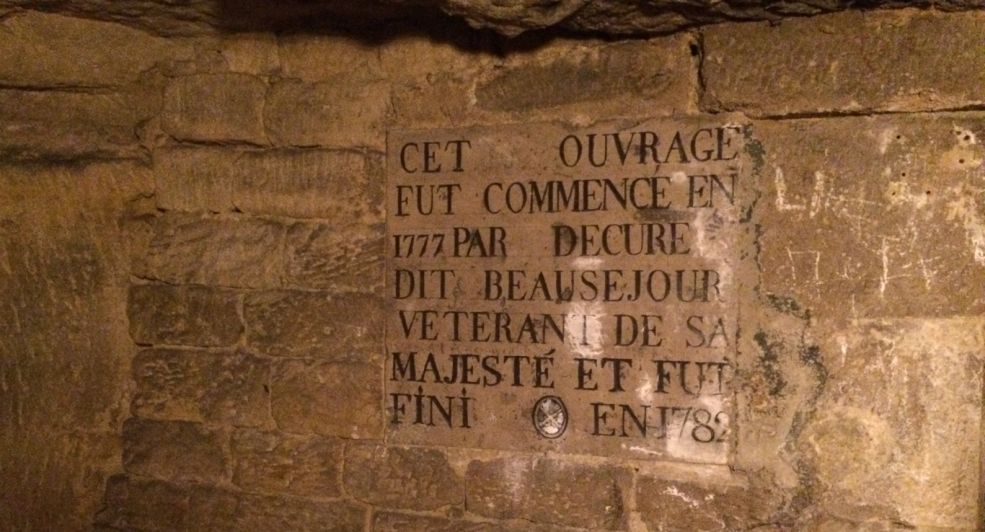 CET OUVRAGE
FUT COMMENCÉ EN
1777 PAR DECURE
DIT BEAUSEJOUR
VETERANT DE SA
MAJESTÉ ET FUT
FINI EN 1782